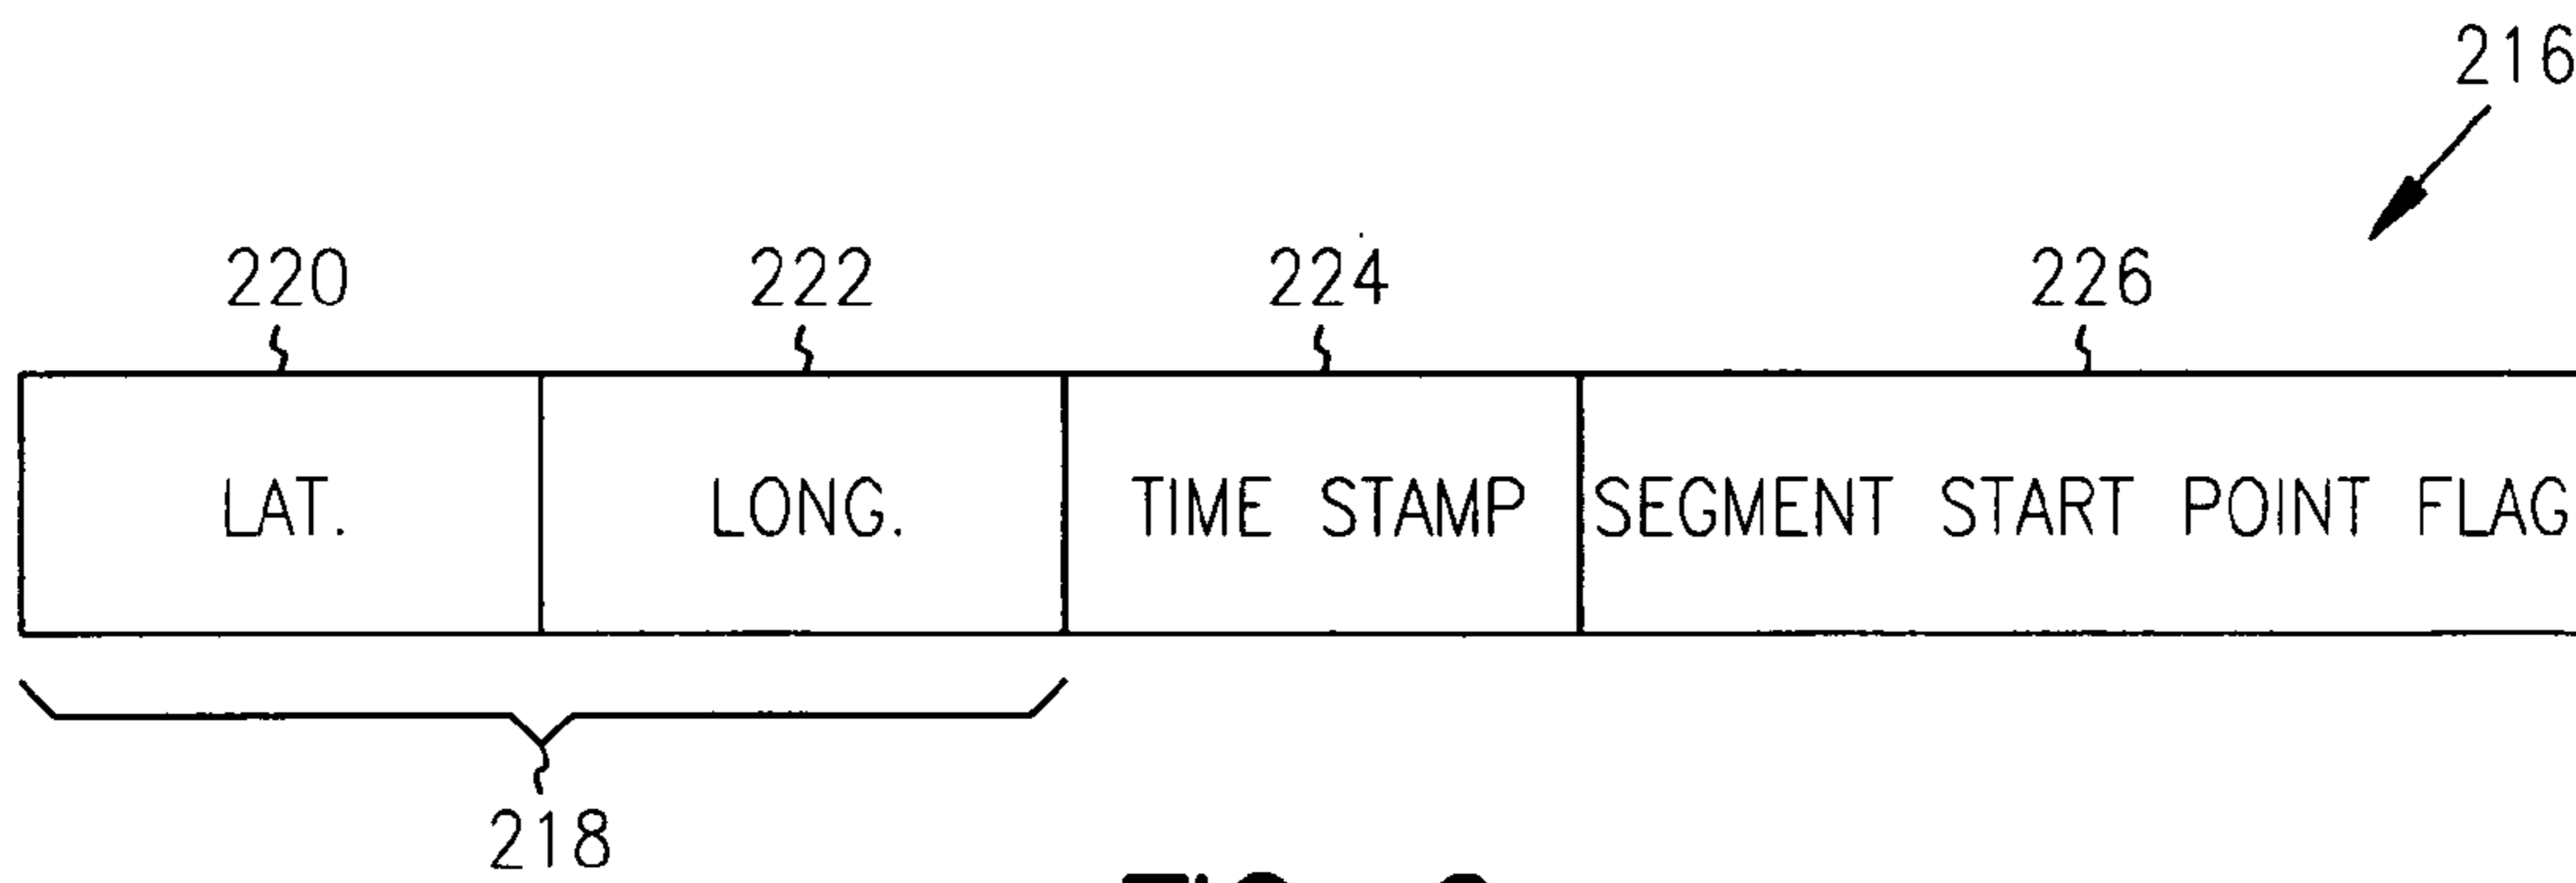 216
220 222 224 226
LAT. LONG. TIME STAMP SEGMENT START POINT FLAG
218